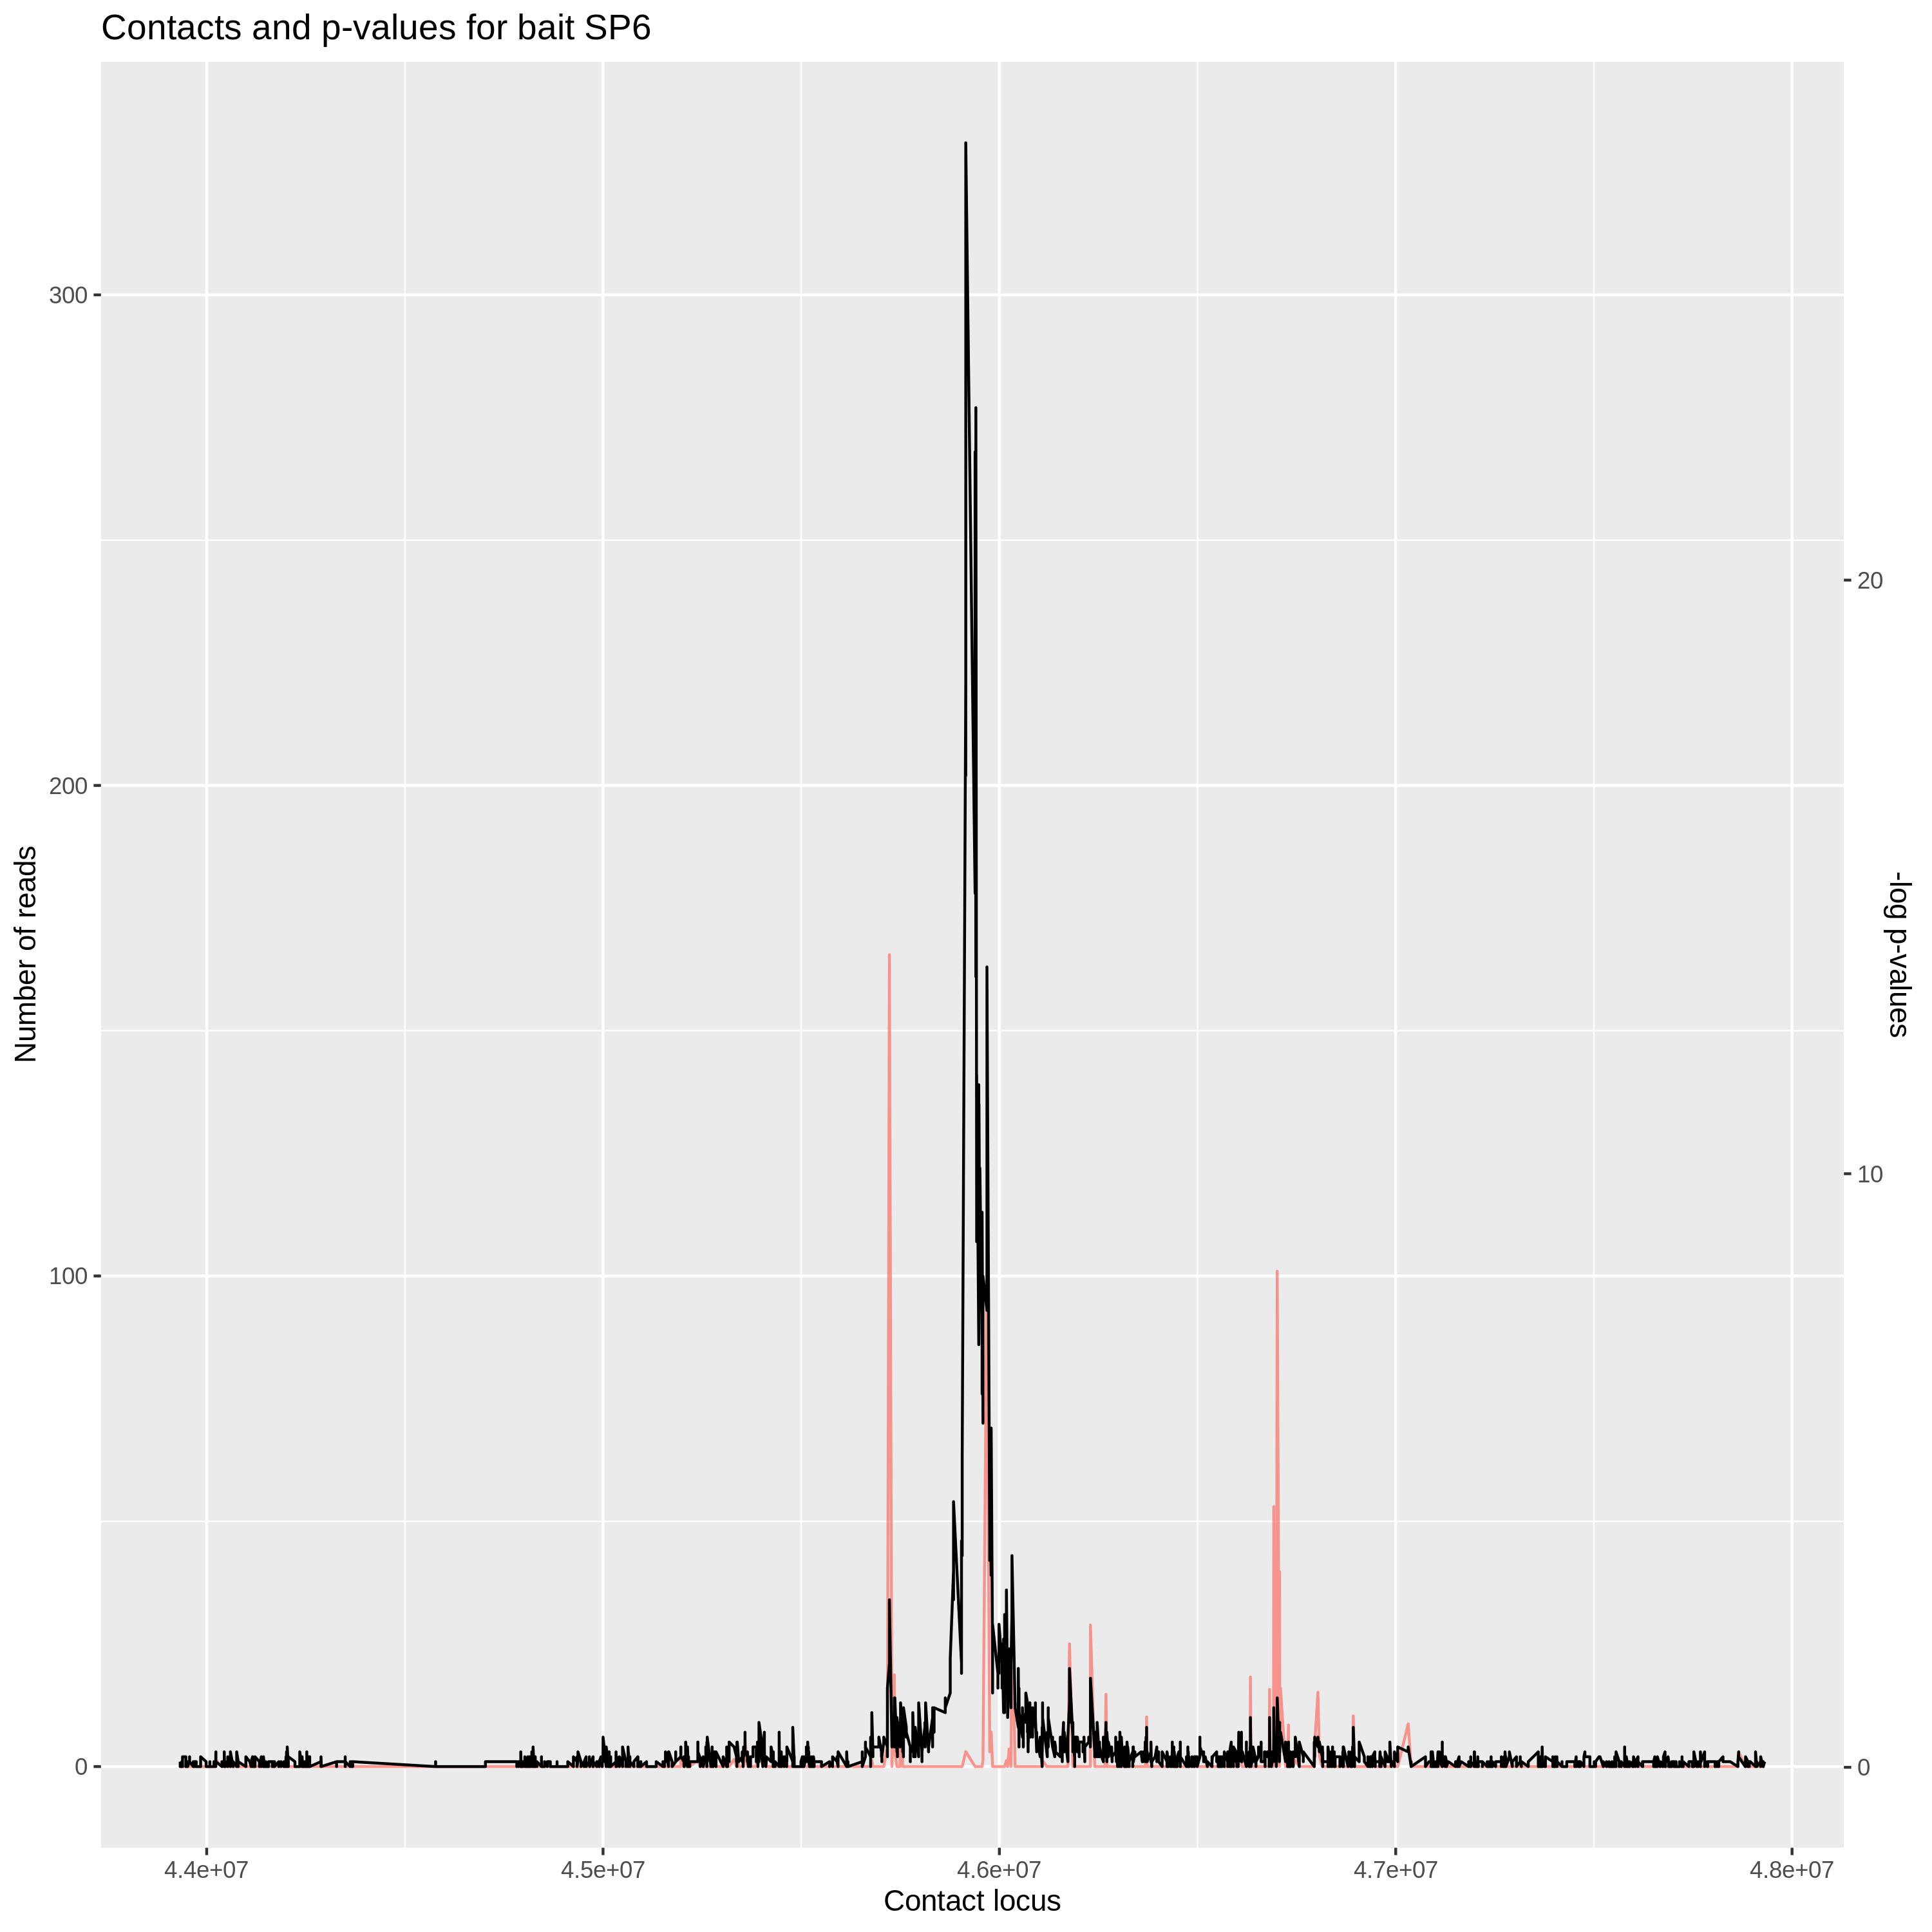 Contacts and p-values for bait SP6
Number of reads
300
200
100
0
20
10
0
-log p-values
4.4e+07
4.5e+07
4.6e+07
4.7e+07
4.8e+07
Contact locus